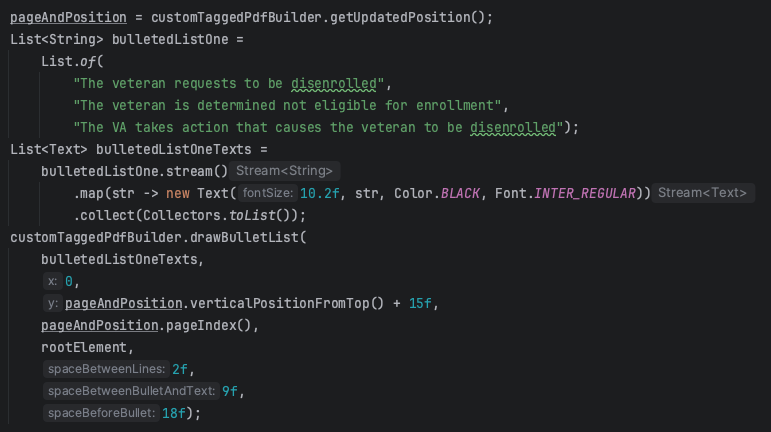 pageAndPosition = customTaggedPdfBuilder.getUpdatedPosition();
List<String> bulletedListOne =
List.of(
"The veteran requests to be disenrolled",
"The veteran is determined not eligible for enrollment",
"The VA takes action that causes the veteran to be disenrolled");
List<Text> bulletedListOneTexts =
bulletedListOne.stream() Stream<String>
.map(str -> new Text( fontSize: 10.2f, str, Color.BLACK, Font.INTER_REGULAR)) Stream<Text>
.collect(Collectors.toList());
customTaggedPdfBuilder.drawBulletList(
bulletedListOneTexts,
x: 0,
y: pageAndPosition.verticalPositionFromTop() + 15f,
pageAndPosition.pageIndex(),
rootElement,
spaceBetweenLines: 2f,
spaceBetweenBulletAndText: 9f,
spaceBeforeBullet: 18f);